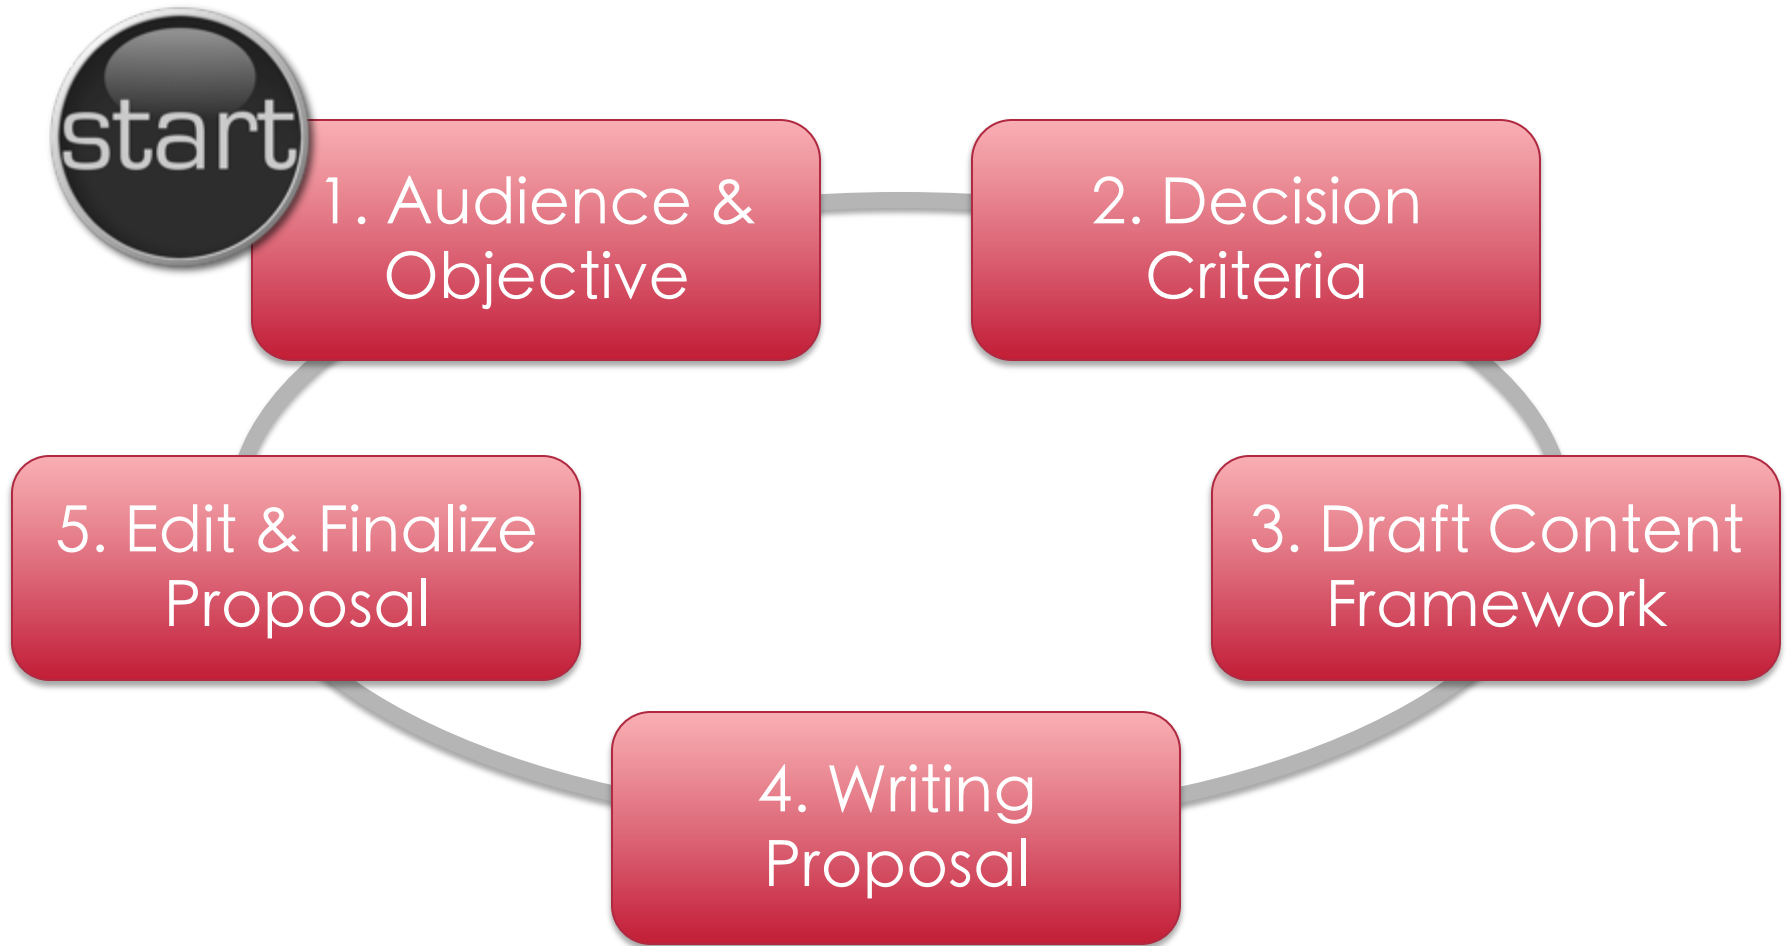 start
1. Audience &
Objective
2. Decision
Criteria
3. Draft Content
Framework
4. Writing
Proposal
5. Edit & Finalize
Proposal